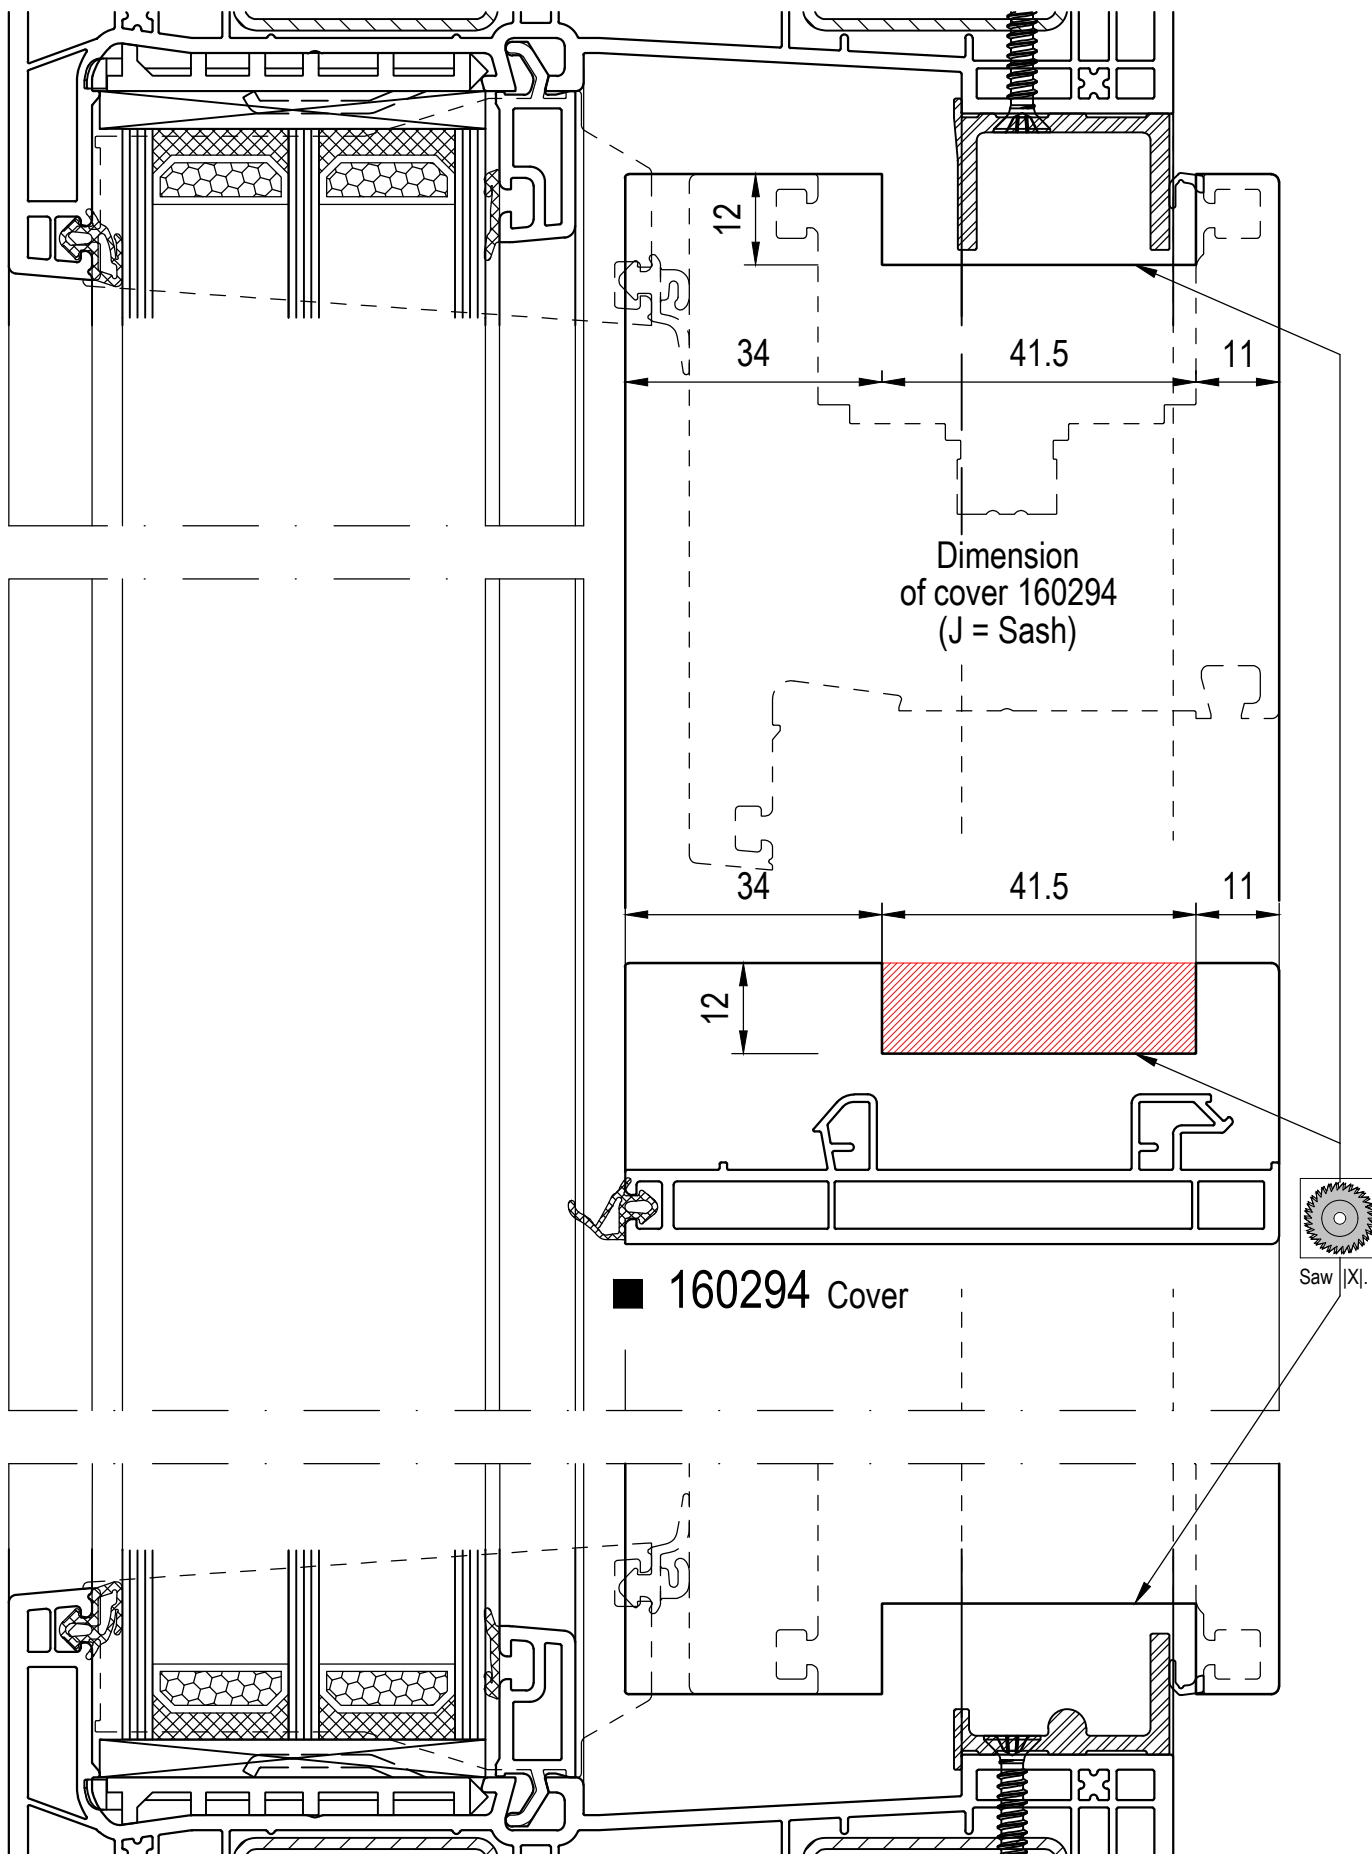 12
34 41.5 11
Dimension
of cover 160294
(J = Sash)
34 41.5 11
12
160294 Cover
Saw |X|.